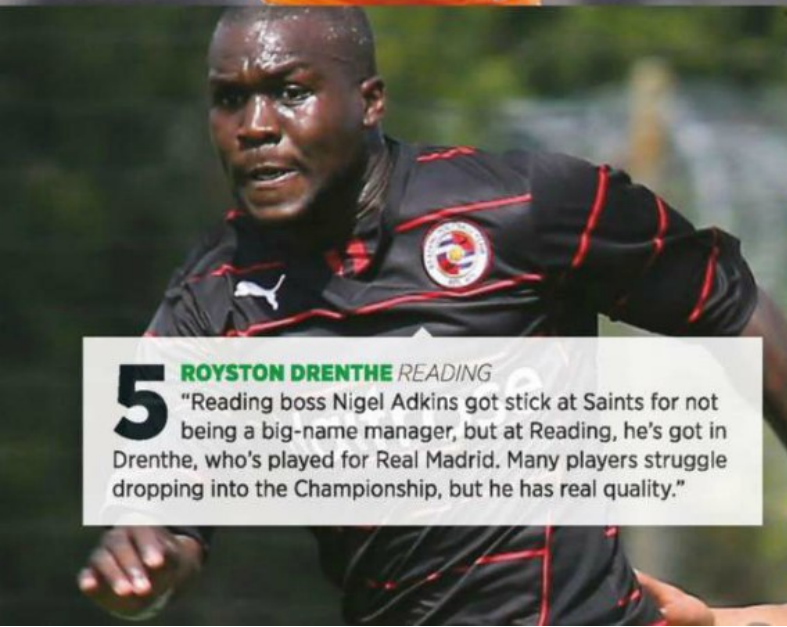 5
ROYSTON DRENTHE READING
"Reading boss Nigel Adkins got stick at Saints for not
being a big-name manager, but at Reading, he's got in
Drenthe, who's played for Real Madrid. Many players struggle
dropping into the Championship, but he has real quality."